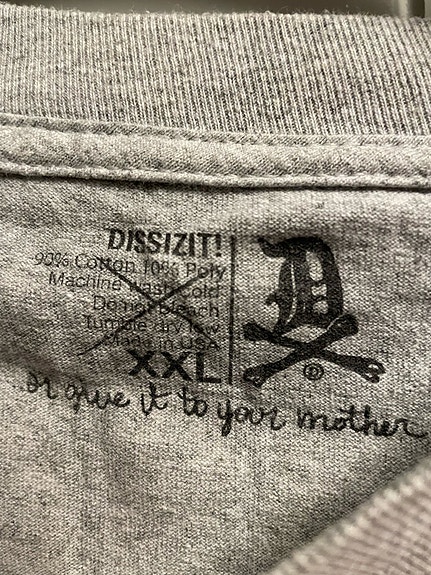 DISSIZIT!
90% Cotton 10% Poly
Machine Wash Cold
Do not Bleach
Tumble dry low
Made in USA
XXL
D
®
or give it to your mother